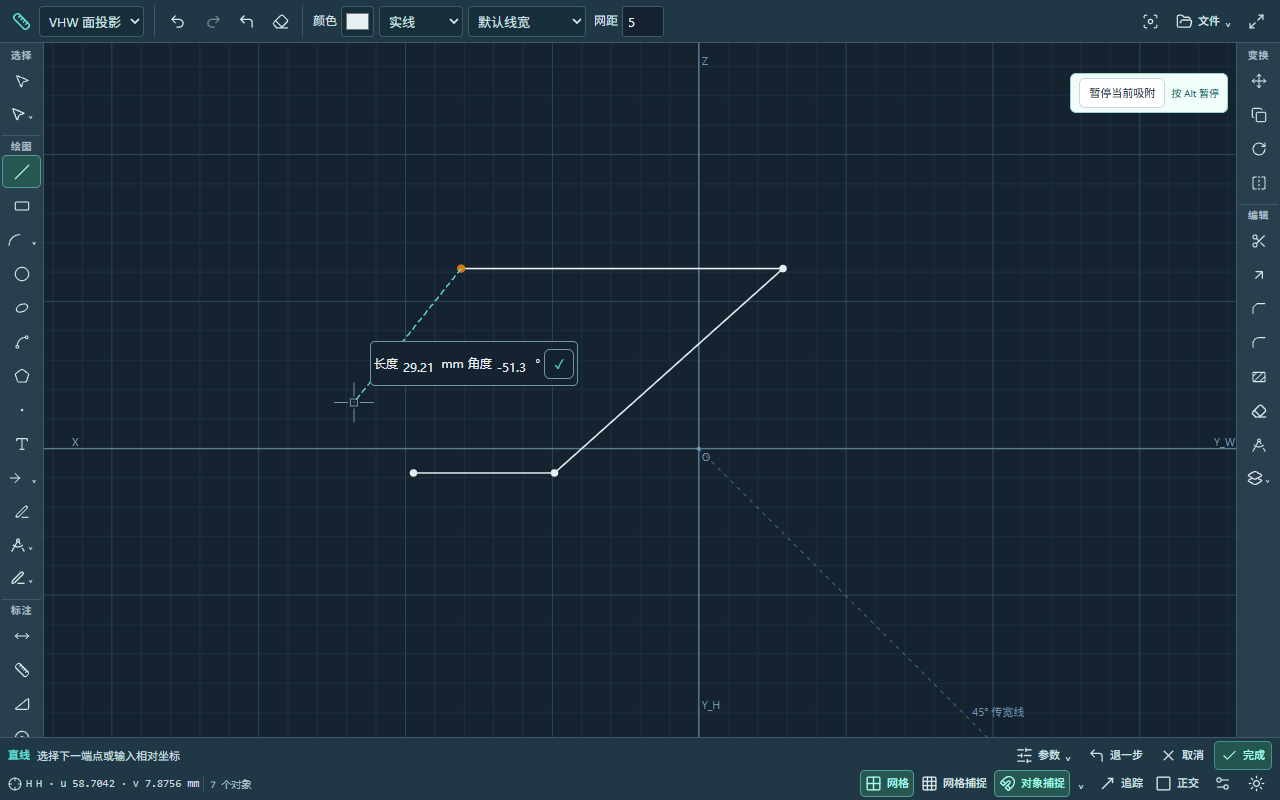 VHW 面投影
颜色
实线
默认线宽
网距 5
文件
选择
绘图
标注
变换
编辑
暂停当前吸附 按 Alt 暂停
Z
X
Y_W
O
Y_H
45° 传宽线
长度 29.21 mm 角度 -51.3 °
直线 选择下一端点或输入相对坐标
参数 退一步 取消 完成
H H · u 58.7042 · v 7.8756 mm 7 个对象
网格 网格捕捉 对象捕捉 追踪 正交